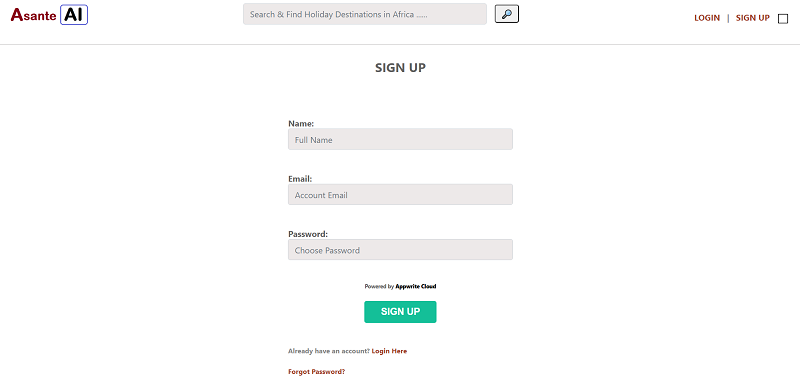 Asante AI
Search & Find Holiday Destinations in Africa .....
LOGIN | SIGN UP
SIGN UP
Name:
Full Name
Email:
Account Email
Password:
Choose Password
Powered by Appwrite Cloud
SIGN UP
Already have an account? Login Here
Forgot Password?